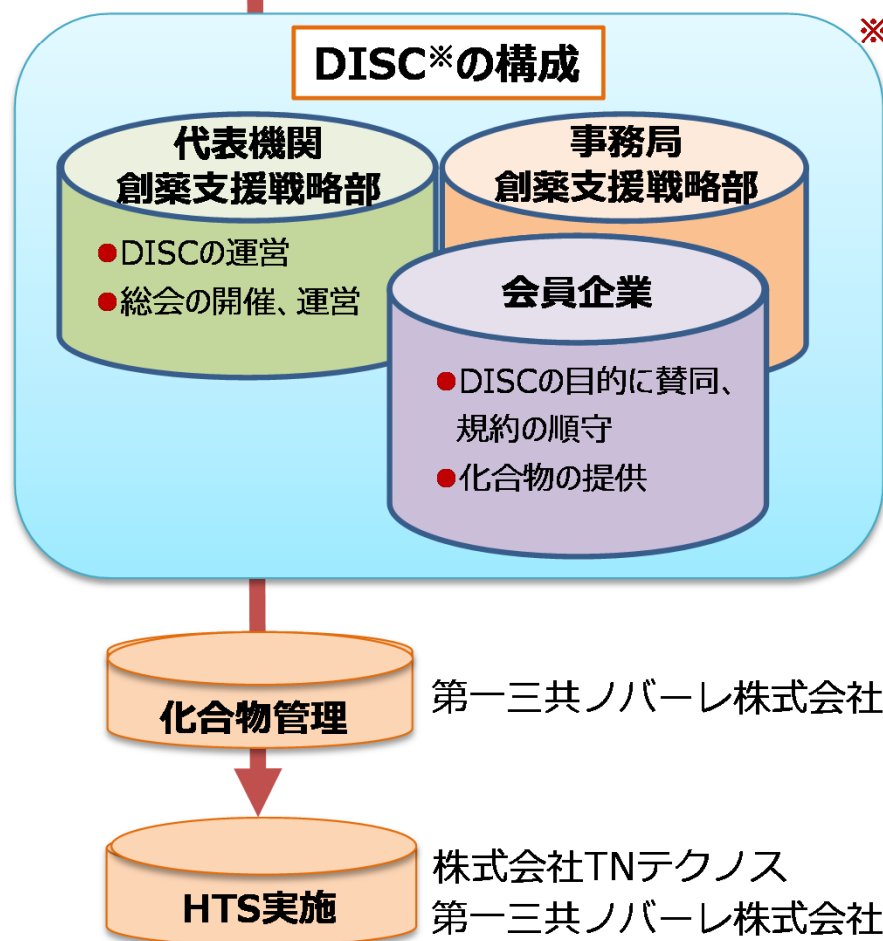 ※
DISC※の構成
代表機関
創薬支援戦略部
●DISCの運営
●総会の開催、運営
事務局
創薬支援戦略部
会員企業
●DISCの目的に賛同、
規約の順守
●化合物の提供
化合物管理
第一三共ノバーレ株式会社
HTS実施
株式会社TNテクノス
第一三共ノバーレ株式会社